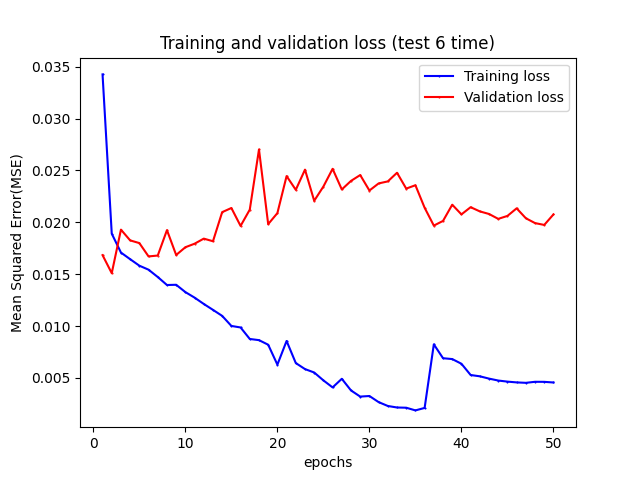 Training and validation loss (test 6 time)
Training loss
Validation loss
Mean Squared Error(MSE)
0.035
0.030
0.025
0.020
0.015
0.010
0.005
0 10 20 30 40 50
epochs